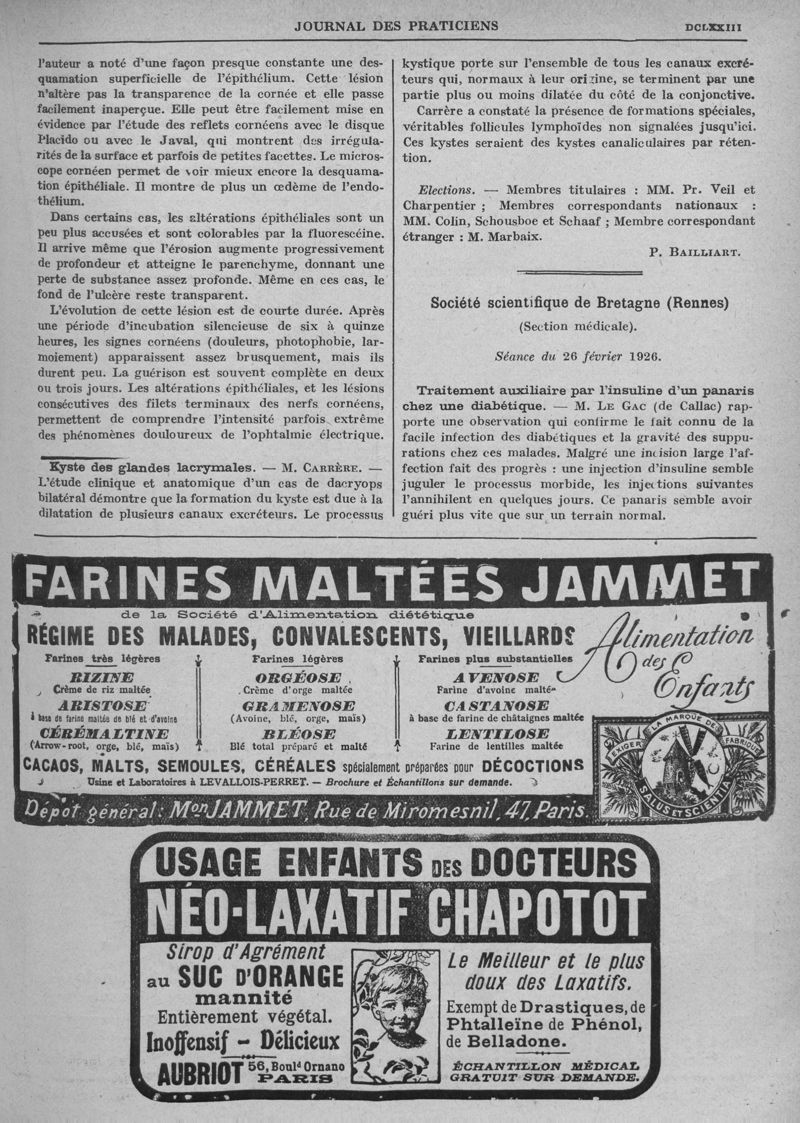 JOURNAL DES PRATICIENS
DCLXXIII
l'auteur a noté d'une façon presque constante une des-
quamation superficielle de l'épithélium. Cette lésion
n'altère pas la transparence de la cornée et elle passe
facilement inaperçue. Elle peut être facilement mise en
évidence par l'étude des reflets cornéens avec le disque
Placido ou avec le Javal, qui montrent des irrégula-
rités de la surface et parfois de petites facettes. Le micros-
cope cornéen permet de voir mieux encore la desquama-
tion épithéliale. Il montre de plus un œdème de l'endo-
thélium.
Dans certains cas, les altérations épithéliales sont un
peu plus accusées et sont colorables par la fluorescéine.
Il arrive même que l'érosion augmente progressivement
de profondeur et atteigne le parenchyme, donnant une
perte de substance assez profonde. Même en ces cas, le
fond de l'ulcère reste transparent.
L'évolution de cette lésion est de courte durée. Après
une période d'incubation silencieuse de six à quinze
heures, les signes cornéens (douleurs, photophobie, lar-
moiement) apparaissent assez brusquement, mais ils
durent peu. La guérison est souvent complète en deux
ou trois jours. Les altérations épithéliales, et les lésions
consécutives des filets terminaux des nerfs cornéens,
permettent de comprendre l'intensité parfois extrême
des phénomènes douloureux de l'ophtalmie électrique.
Kyste des glandes lacrymales. — M. CARRÈRE. —
L'étude clinique et anatomique d'un cas de dacryops
bilatéral démontre que la formation du kyste est due à la
dilatation de plusieurs canaux excréteurs. Le processus
kystique porte sur l'ensemble de tous les canaux excré-
teurs qui, normaux à leur origine, se terminent par une
partie plus ou moins dilatée du côté de la conjonctive.
Carrère a constaté la présence de formations spéciales,
véritables follicules lymphoïdes non signalées jusqu'ici.
Ces kystes seraient des kystes canaliculaires par réten-
tion.
Elections. — Membres titulaires : MM. Pr. Veil et
Charpentier ; Membres correspondants nationaux :
MM. Colin, Schousboe et Schaaf ; Membre correspondant
étranger : M. Marbaix.
P. BAILLIART.
Société scientifique de Bretagne (Rennes)
(Section médicale).
Séance du 26 février 1926.
Traitement auxiliaire par l'insuline d'un panaris
chez une diabétique. — M. LE GAC (de Callac) rap-
porte une observation qui confirme le fait connu de la
facile infection des diabétiques et la gravité des suppu-
rations chez ces malades. Malgré une incision large l'af-
fection fait des progrès : une injection d'insuline semble
juguler le processus morbide, les injections suivantes
l'annihilent en quelques jours. Ce panaris semble avoir
guéri plus vite que sur un terrain normal.
FARINES MALTÉES JAMMET
de la Société d'Alimentation diététique
RÉGIME DES MALADES, CONVALESCENTS, VIEILLARDS
Alimentation
des
Enfants
Farines très légères
RIZINE
Crème de riz maltée
ARISTOSE
à base de farine maltée de blé et d'avoine
CÉRÉMALTINE
(Arrow-root, orge, blé, maïs)
Farines légères
ORGÉOSE
Crème d'orge maltée
GRAMENOSE
(Avoine, blé, orge, maïs)
BLÉOSE
Blé total préparé et malté
Farines plus substantielles
AVENOSE
Farine d'avoine maltée
CASTANOSE
à base de farine de châtaignes maltée
LENTILOSE
Farine de lentilles maltée
EXIGER LA MARQUE DE FABRIQUE
SALUS ET SCIENTIA
CACAOS, MALTS, SEMOULES, CÉRÉALES spécialement préparées pour DÉCOCTIONS
Usine et Laboratoires à LEVALLOIS-PERRET. — Brochure et Échantillons sur demande.
Dépôt général: Mon JAMMET, Rue de Miromesnil, 47, Paris.
USAGE ENFANTS DES DOCTEURS
NÉO-LAXATIF CHAPOTOT
Sirop d'Agrément
au SUC D'ORANGE
mannité
Entièrement végétal.
Inoffensif - Délicieux
AUBRIOT 56, Boulᵈ Ornano
PARIS
Le Meilleur et le plus
doux des Laxatifs.
Exempt de Drastiques, de
Phtalleïne de Phénol,
de Belladone.
ÉCHANTILLON MÉDICAL
GRATUIT SUR DEMANDE.